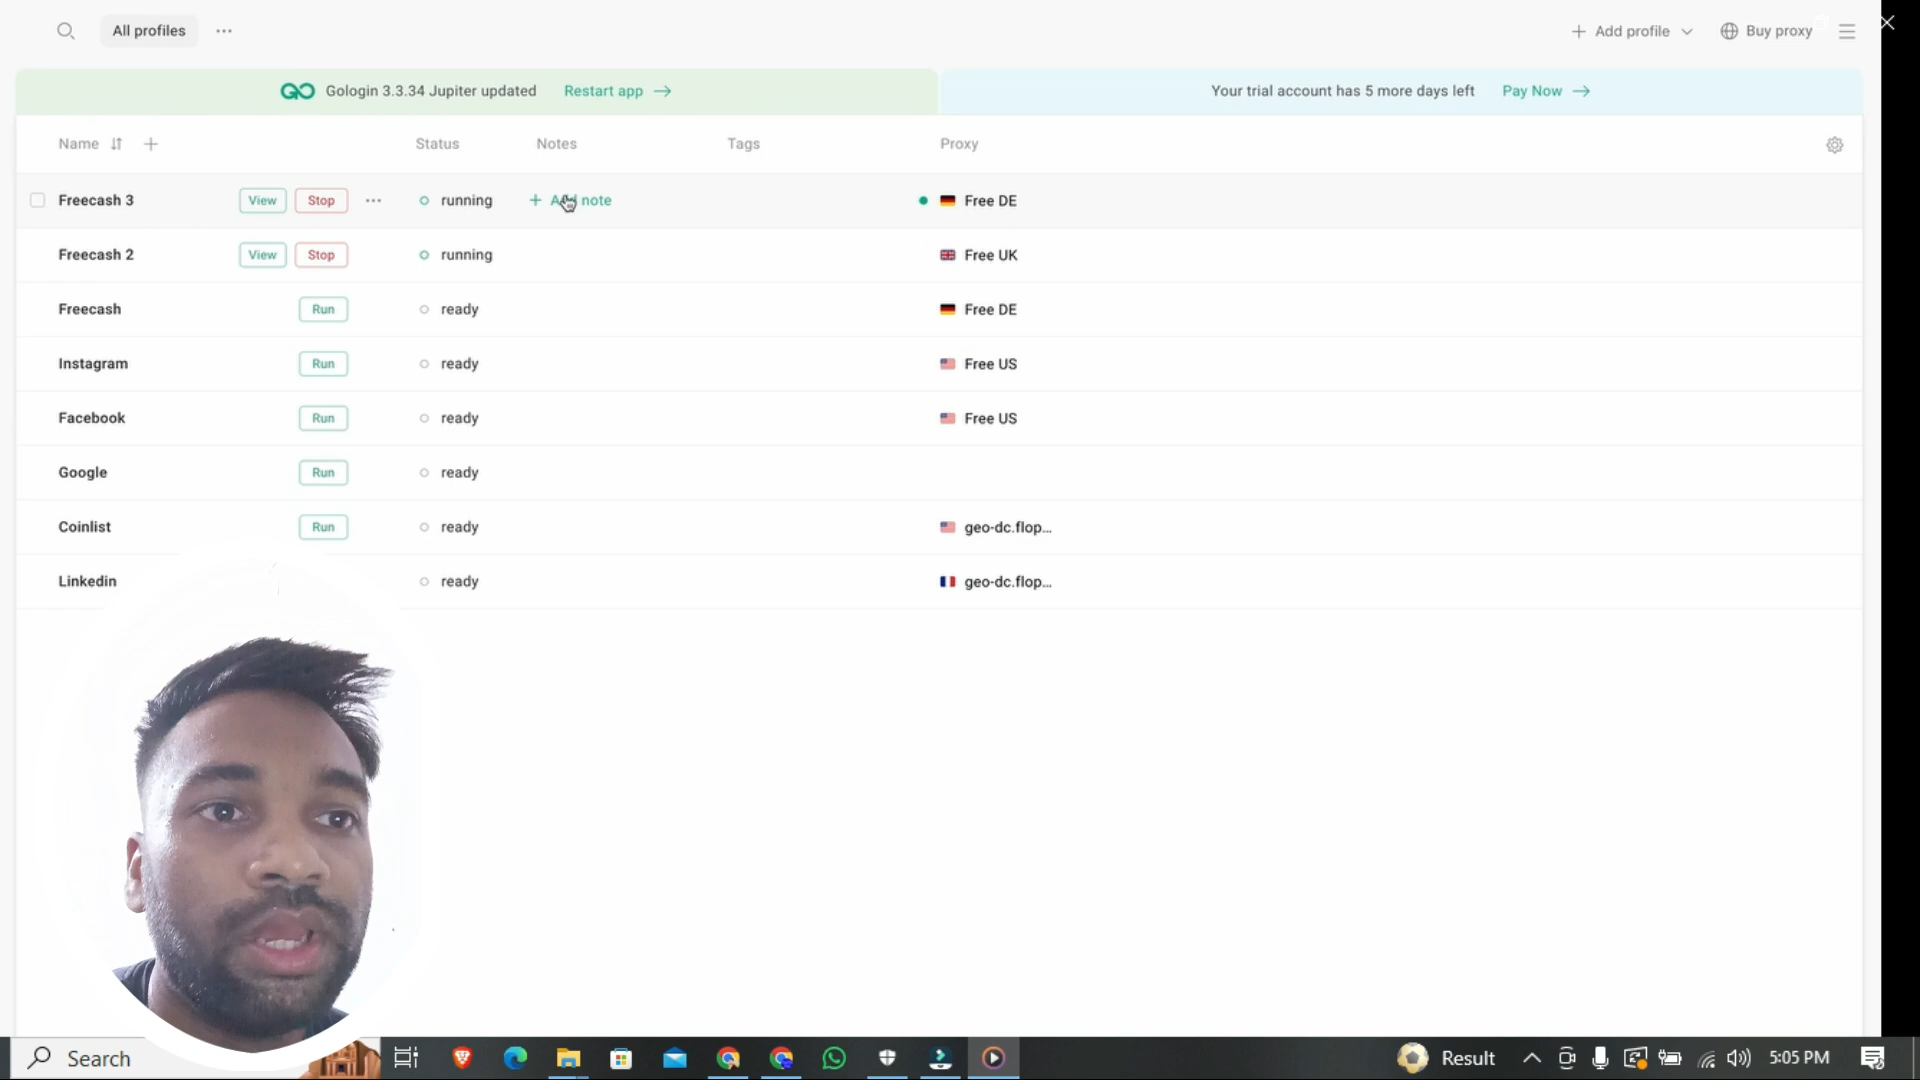 All profiles ...
+ Add profile Buy proxy
GO Gologin 3.3.34 Jupiter updated Restart app → Your trial account has 5 more days left Pay Now →
Name + Status Notes Tags Proxy
Freecash 3 View Stop ... running + Add note Free DE
Freecash 2 View Stop running Free UK
Freecash Run ready Free DE
Instagram Run ready Free US
Facebook Run ready Free US
Google Run ready
Coinlist Run ready geo-dc.flop...
Linkedin ready geo-dc.flop...
Search Result 5:05 PM